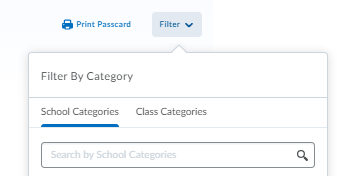 Print Passcard Filter
Filter By Category
School Categories Class Categories
Search by School Categories